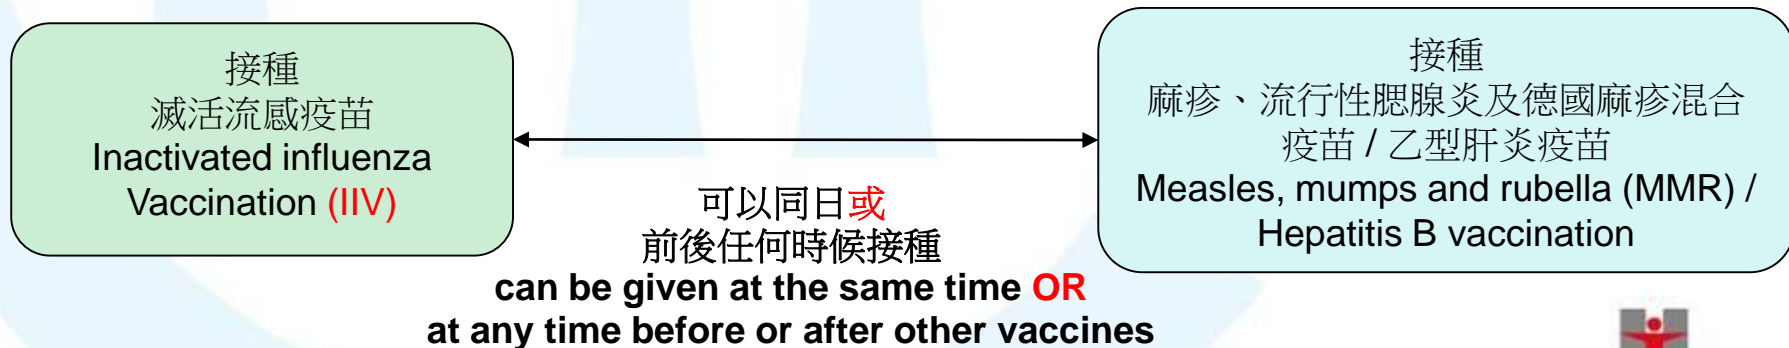 接種
滅活流感疫苗
Inactivated influenza
Vaccination (IIV)
可以同日或
前後任何時候接種
can be given at the same time OR
at any time before or after other vaccines
接種
麻疹、流行性腮腺炎及德國麻疹混合
疫苗 / 乙型肝炎疫苗
Measles, mumps and rubella (MMR) /
Hepatitis B vaccination